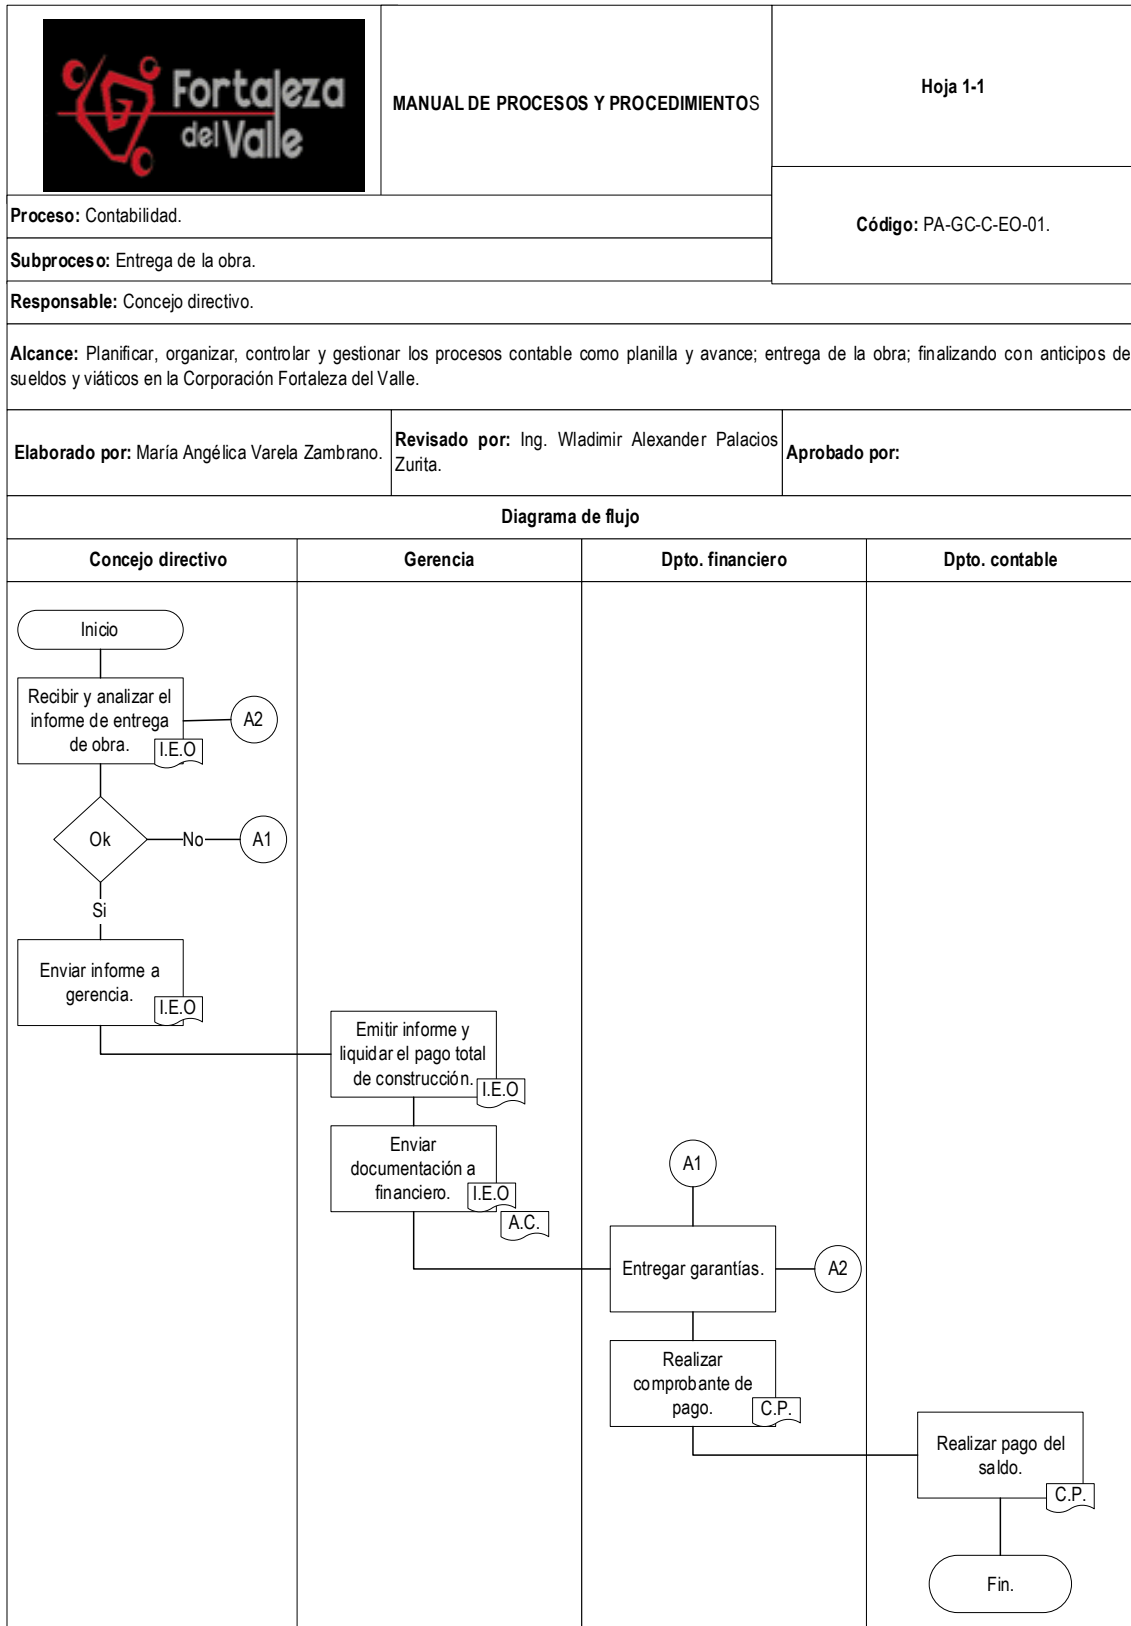 Fortaleza
del Valle
MANUAL DE PROCESOS Y PROCEDIMIENTOS
Hoja 1-1
Proceso: Contabilidad.
Código: PA-GC-C-EO-01.
Subproceso: Entrega de la obra.
Responsable: Concejo directivo.
Alcance: Planificar, organizar, controlar y gestionar los procesos contable como planilla y avance; entrega de la obra; finalizando con anticipos de
sueldos y viáticos en la Corporación Fortaleza del Valle.
Elaborado por: María Angélica Varela Zambrano.
Revisado por: Ing. Wladimir Alexander Palacios
Zurita.
Aprobado por:
Diagrama de flujo
Concejo directivo
Gerencia
Dpto. financiero
Dpto. contable
Inicio
Recibir y analizar el
informe de entrega
de obra.
I.E.O
A2
Ok
No
A1
Si
Enviar informe a
gerencia.
I.E.O
Emitir informe y
liquidar el pago total
de construcción.
I.E.O
Enviar
documentación a
financiero.
I.E.O
A.C.
A1
Entregar garantías.
A2
Realizar
comprobante de
pago.
C.P.
Realizar pago del
saldo.
C.P.
Fin.